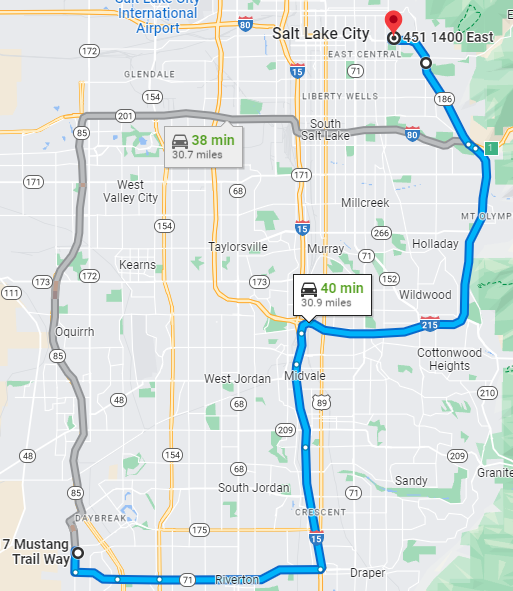 Salt Lake City
International
Airport
80
Salt Lake City
451 1400 East
EAST CENTRAL
172
GLENDALE
15
154
LIBERTY WELLS
186
201
85
South
Salt Lake
80
38 min
30.7 miles
1
171
West
Valley City
68
171
Millcreek
154
15
266
MT OLYMP
Taylorsville
Murray
71
Holladay
Kearns
172
173
173
152
111
40 min
30.9 miles
Wildwood
Oquirrh
215
85
Cottonwood
Heights
West Jordan
Midvale
210
48
68
89
209
48
154
209
68
Granite
Sandy
85
South Jordan
71
CRESCENT
DAYBREAK
175
15
7 Mustang
Trail Way
71
Riverton
Draper